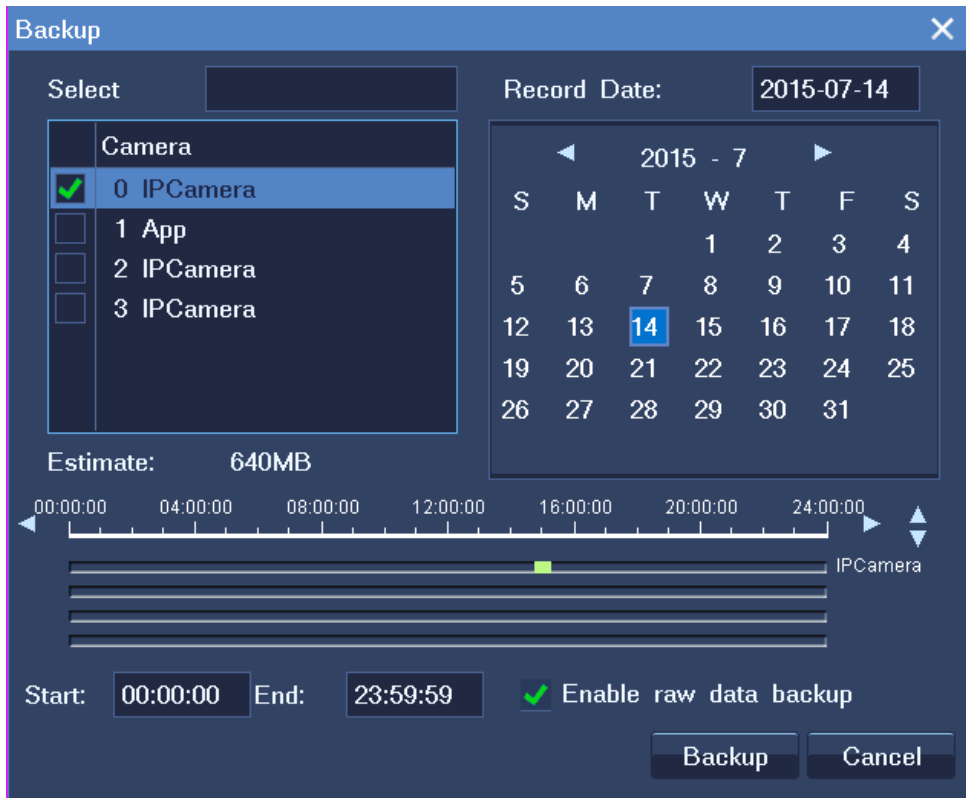 Backup
Select
Record Date: 2015-07-14
Camera
0 IPCamera
1 App
2 IPCamera
3 IPCamera
2015 - 7
S M T W T F S
1 2 3 4
5 6 7 8 9 10 11
12 13 14 15 16 17 18
19 20 21 22 23 24 25
26 27 28 29 30 31
Estimate: 640MB
00:00:00 04:00:00 08:00:00 12:00:00 16:00:00 20:00:00 24:00:00
IPCamera
Start: 00:00:00 End: 23:59:59 Enable raw data backup
Backup Cancel